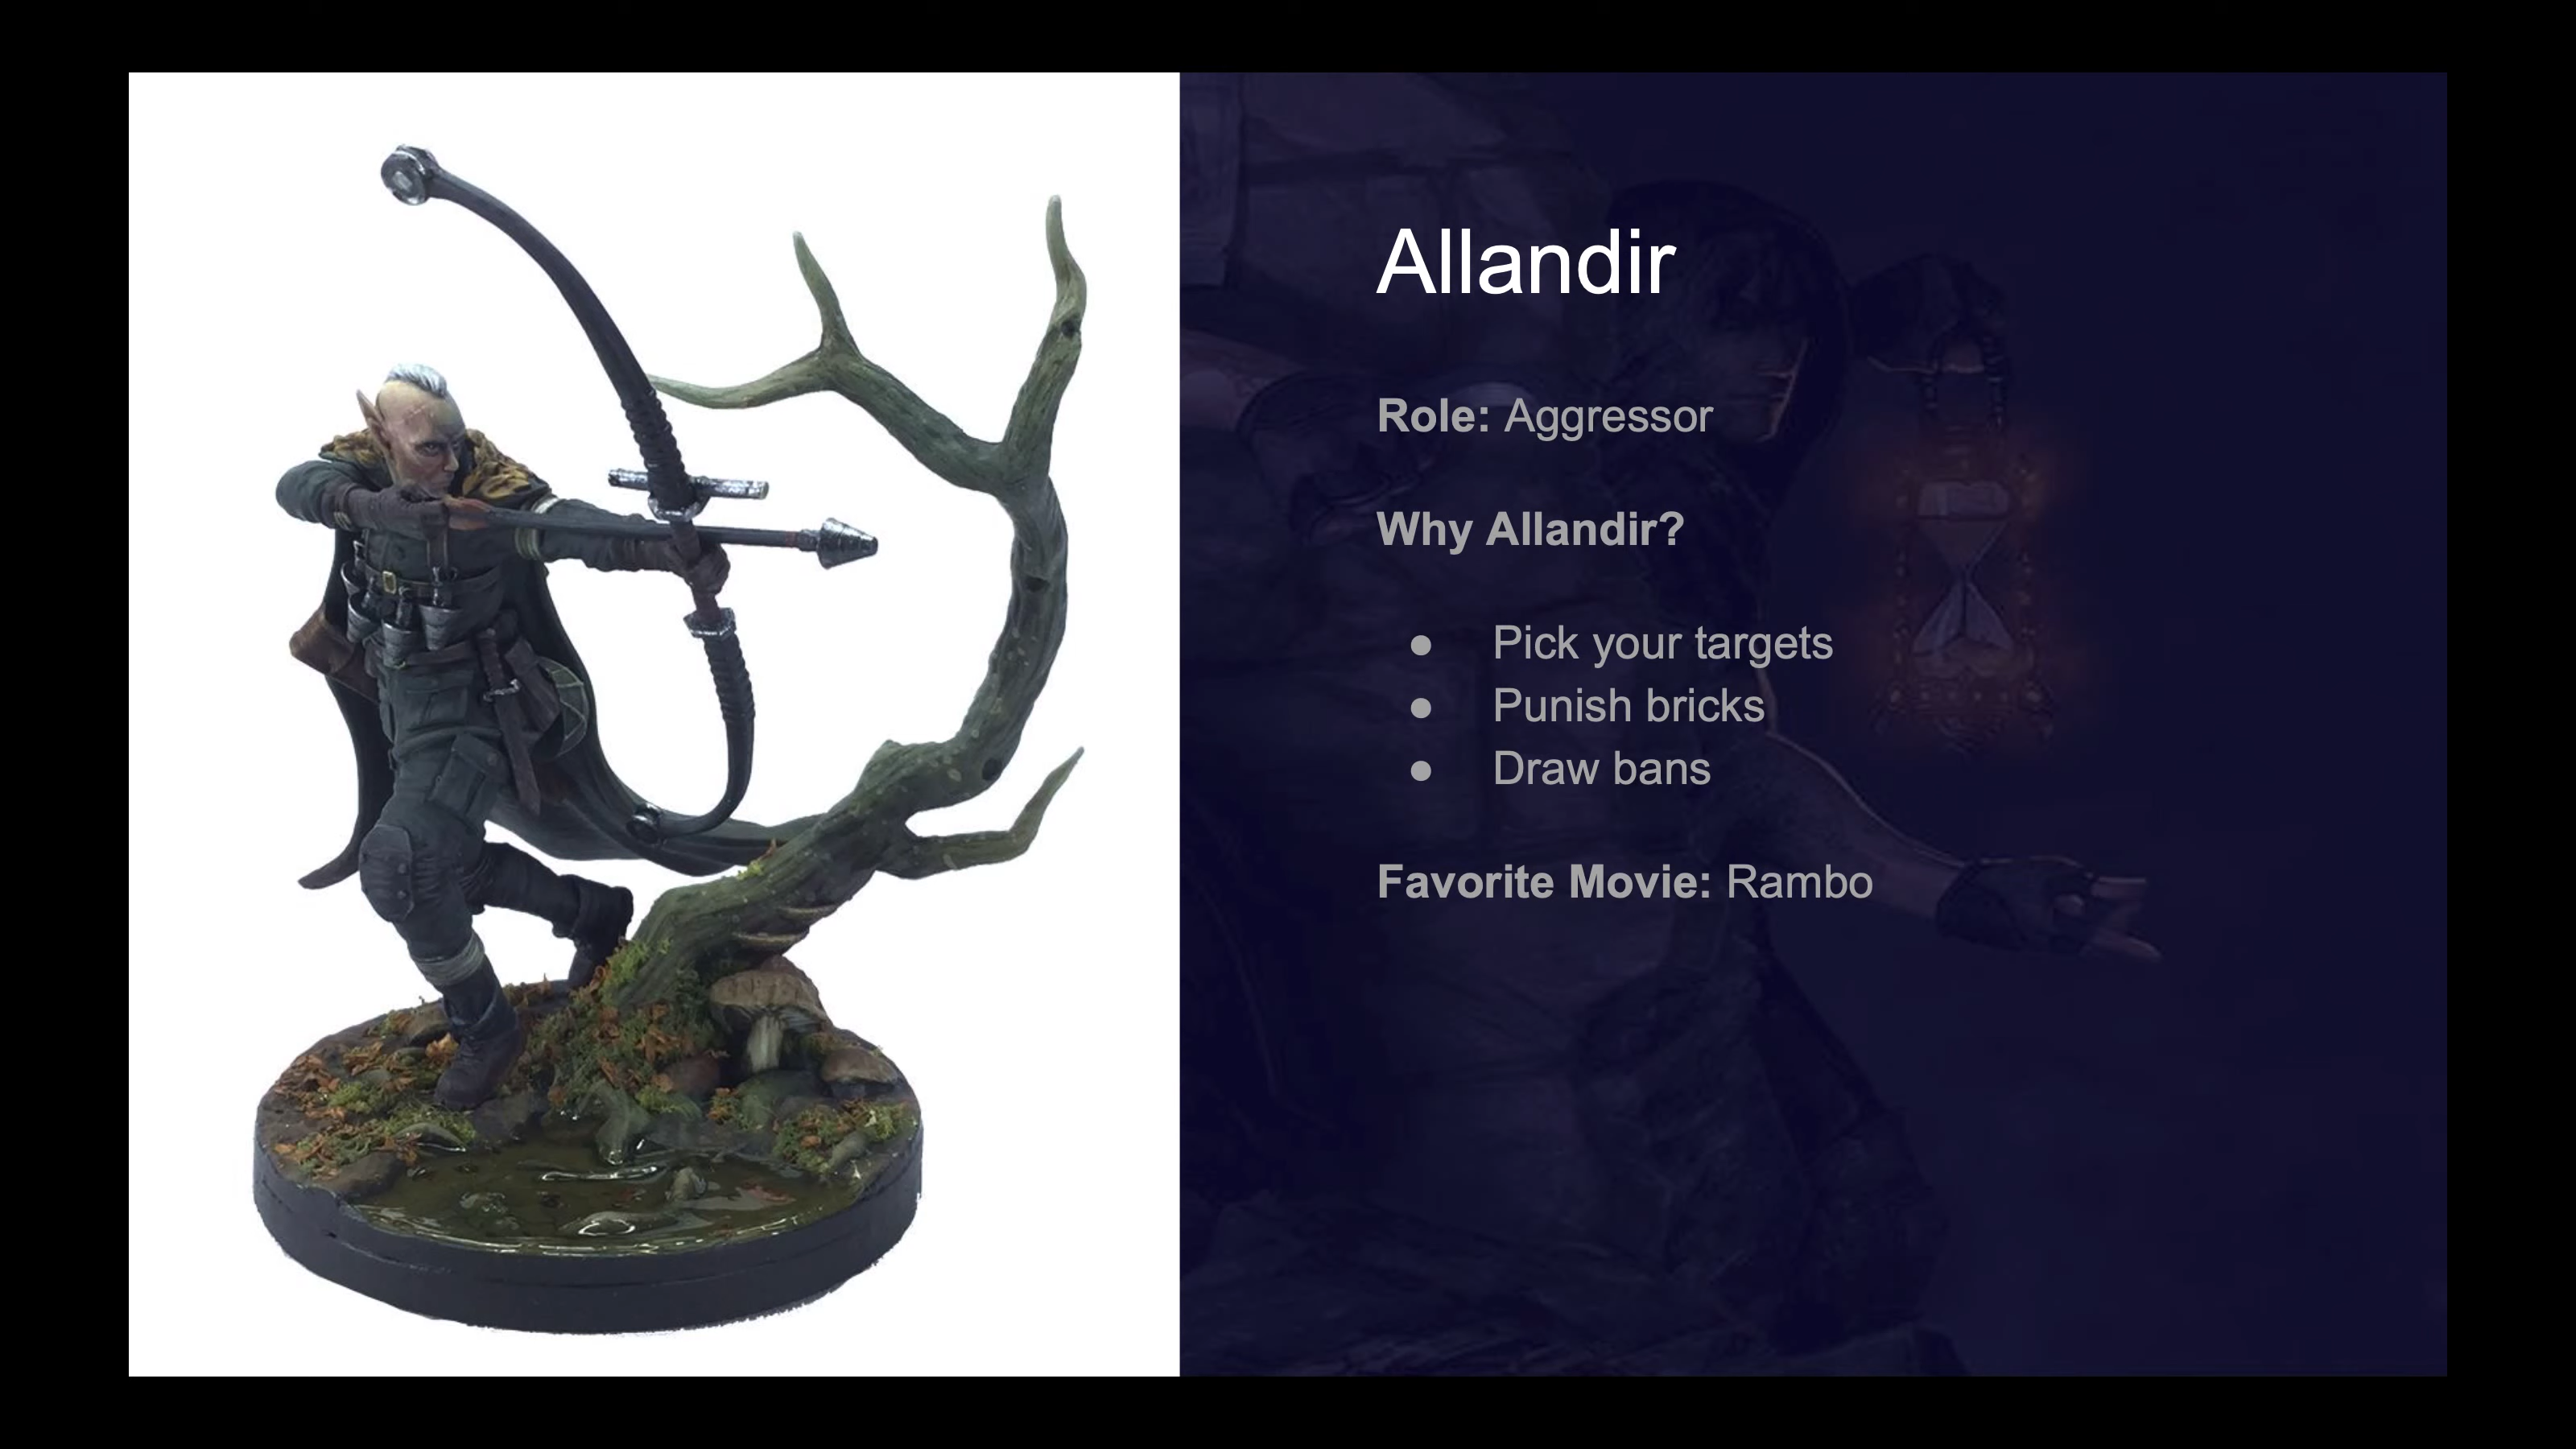 Allandir
Role: Aggressor
Why Allandir?
● Pick your targets
● Punish bricks
● Draw bans
Favorite Movie: Rambo